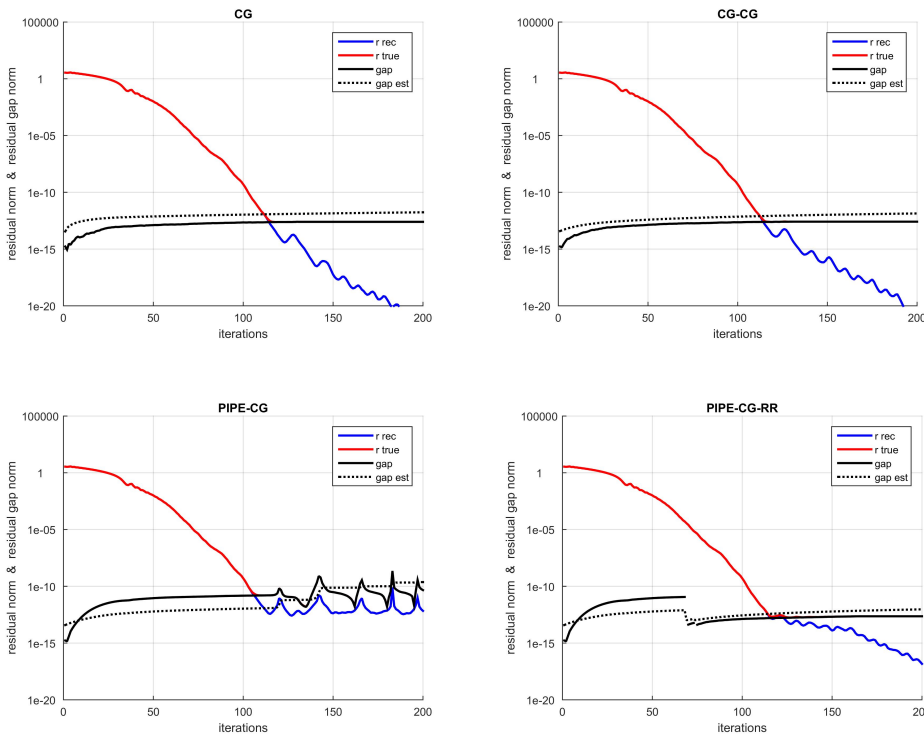 CG
100000
1
1e-05
1e-10
1e-15
1e-20
0
50
100
150
200
residual norm & residual gap norm
iterations
r rec
r true
gap
gap est
CG-CG
100000
1
1e-05
1e-10
1e-15
1e-20
0
50
100
150
200
residual norm & residual gap norm
iterations
r rec
r true
gap
gap est
PIPE-CG
100000
1
1e-05
1e-10
1e-15
1e-20
0
50
100
150
200
residual norm & residual gap norm
iterations
r rec
r true
gap
gap est
PIPE-CG-RR
100000
1
1e-05
1e-10
1e-15
1e-20
0
50
100
150
200
residual norm & residual gap norm
iterations
r rec
r true
gap
gap est